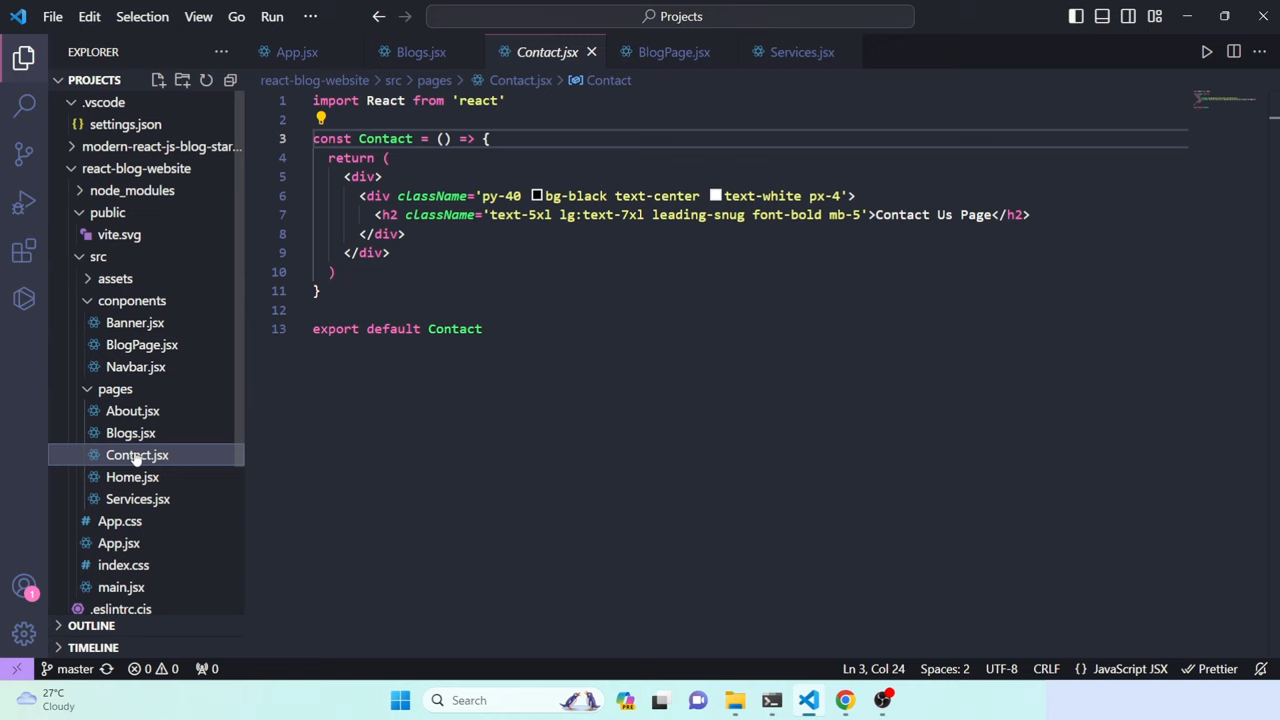 File Edit Selection View Go Run ··· Projects
EXPLORER ··· App.jsx Blogs.jsx Contact.jsx BlogPage.jsx Services.jsx
PROJECTS
react-blog-website > src > pages > Contact.jsx > Contact
.vscode
settings.json
modern-react-js-blog-star...
react-blog-website
node_modules
public
vite.svg
src
assets
conponents
Banner.jsx
BlogPage.jsx
Navbar.jsx
pages
About.jsx
Blogs.jsx
Contact.jsx
Home.jsx
Services.jsx
App.css
App.jsx
index.css
main.jsx
.eslintrc.cjs
OUTLINE
TIMELINE
1 import React from 'react'
2
3 const Contact = () => {
4 return (
5 <div>
6 <div className='py-40 bg-black text-center text-white px-4'>
7 <h2 className='text-5xl lg:text-7xl leading-snug font-bold mb-5'>Contact Us Page</h2>
8 </div>
9 </div>
10 )
11 }
12
13 export default Contact
1
master 0 0 0 Ln 3, Col 24 Spaces: 2 UTF-8 CRLF {} JavaScript JSX Prettier
27°C
Cloudy
Search
PRE